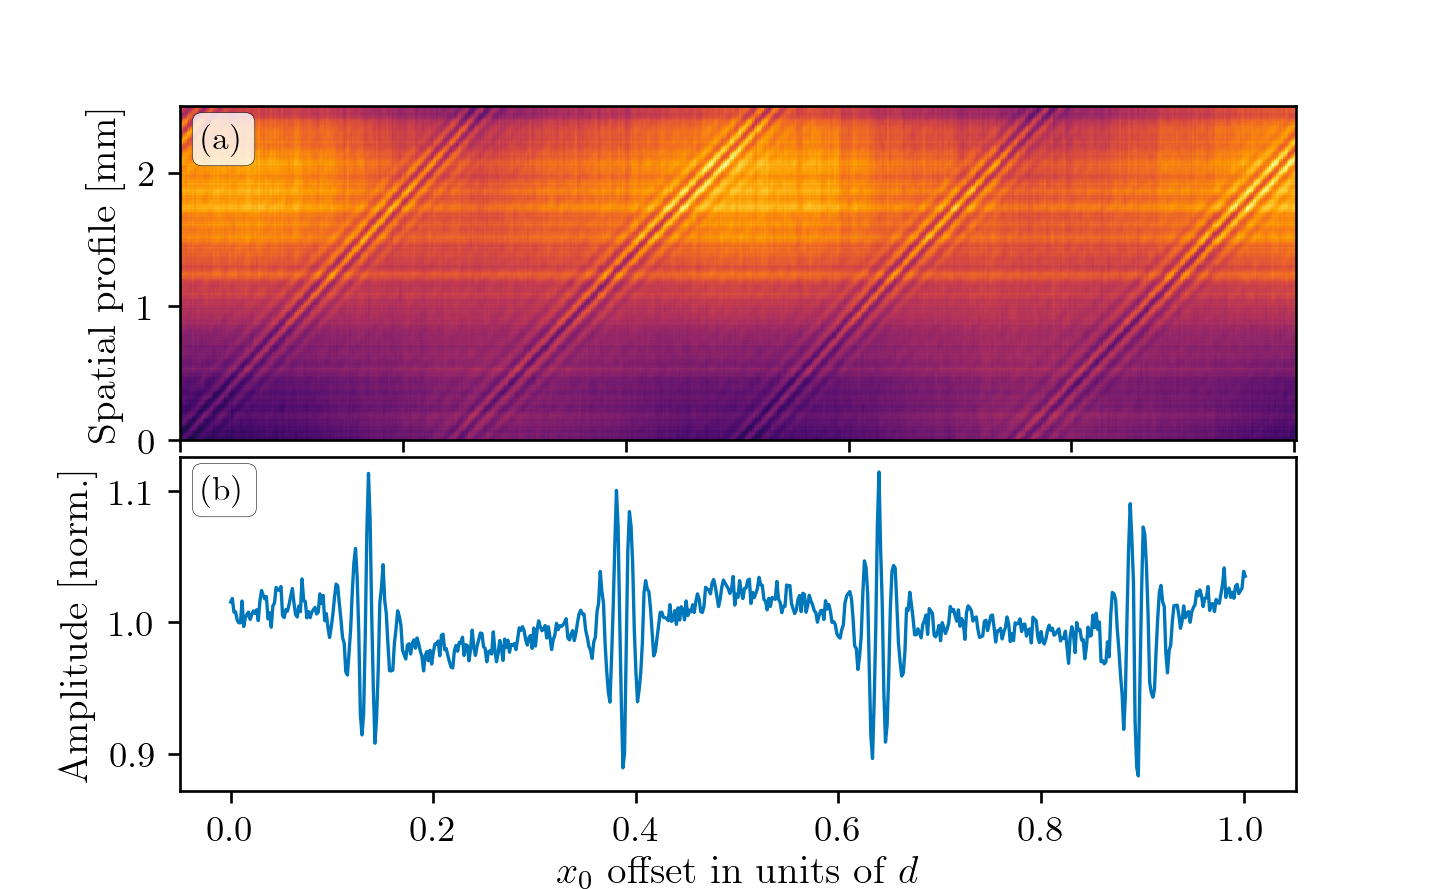 (a)
Spatial profile [mm]
2
1
0
(b)
Amplitude [norm.]
1.1
1.0
0.9
0.0 0.2 0.4 0.6 0.8 1.0
x₀ offset in units of d